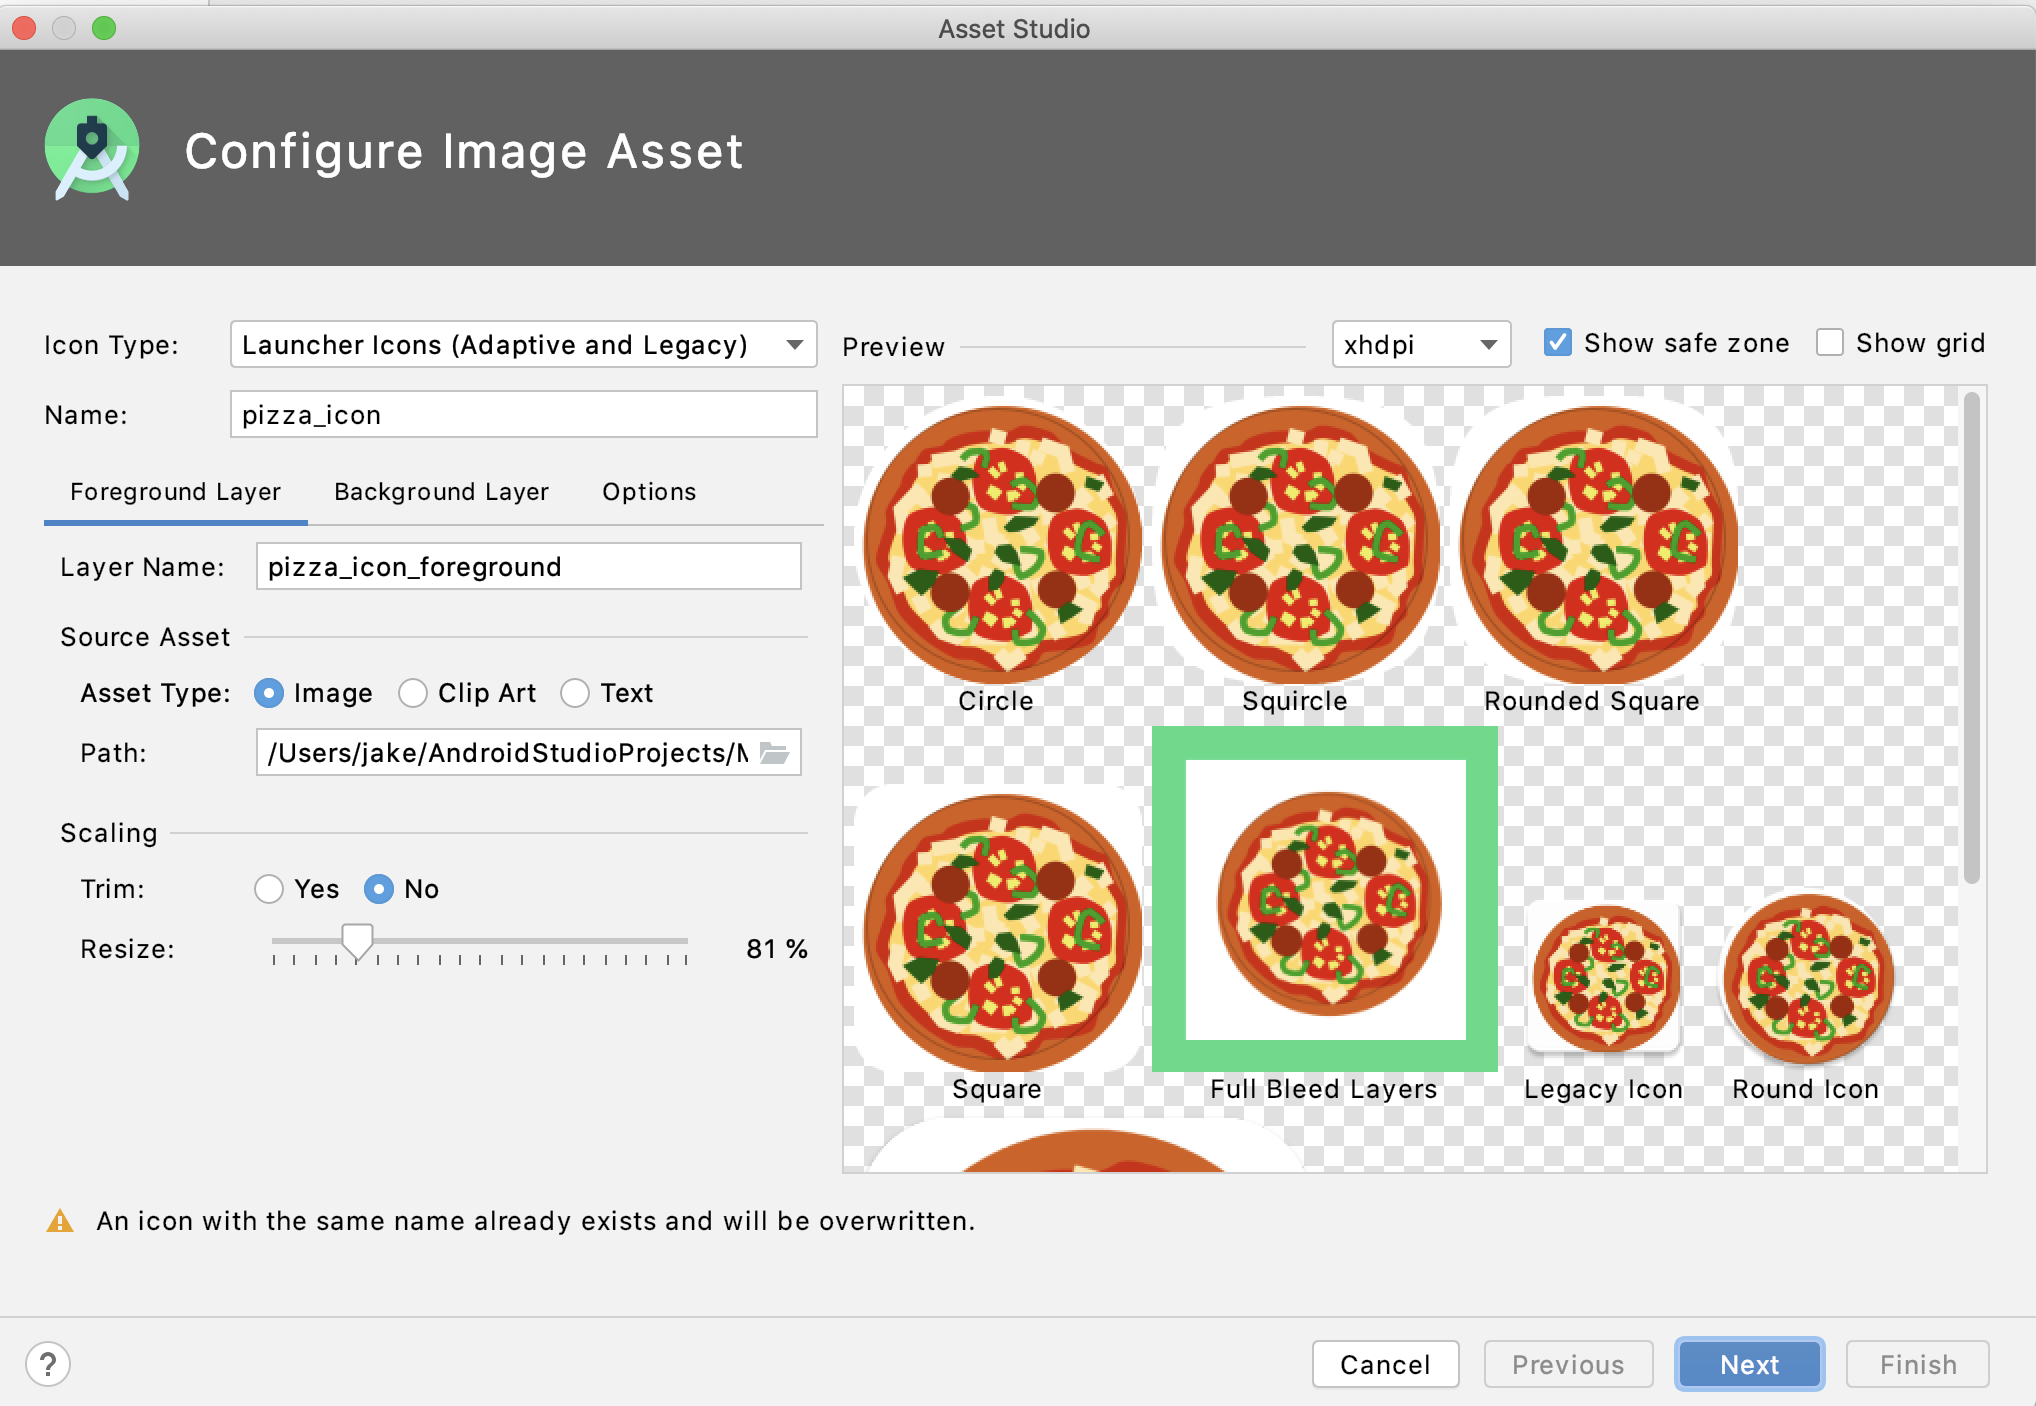 Asset Studio
Configure Image Asset
Icon Type: Launcher Icons (Adaptive and Legacy)
Name: pizza_icon
Foreground Layer Background Layer Options
Layer Name: pizza_icon_foreground
Source Asset
Asset Type: Image Clip Art Text
Path: /Users/jake/AndroidStudioProjects/
Scaling
Trim: Yes No
Resize: 81 %
Preview xhdpi Show safe zone Show grid
Circle Squircle Rounded Square
Square Full Bleed Layers Legacy Icon Round Icon
An icon with the same name already exists and will be overwritten.
? Cancel Previous Next Finish